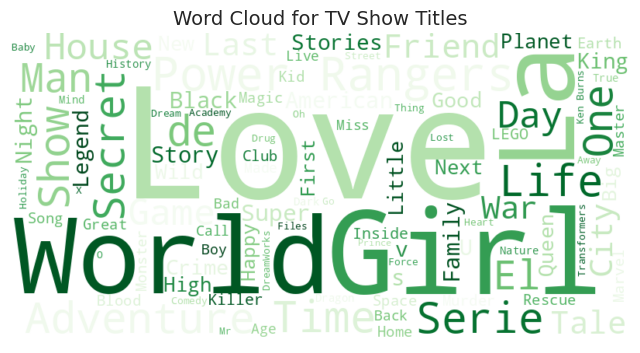 Word Cloud for TV Show Titles
Baby House New Last Stories Friend Planet Earth
History Live Street King
Man Power Rangers La True
Mind Black Magic Kid American Good Day One Ken Burns
Night Show Legend Secret Dream Academy Oh Miss Thing LEGO Master
de Love Lost
Story Drug Club First Little Next Away
Holiday x Wild Life
Song Great Game Bad Super Dark Go War Queen City Big
World Girl
Call Happy Inside v Family U Heart
O Boy Files DreamWorks Prince Nature Transformers
Monster Crime High Killer S Force El Marvel
Blood Comedy Space Murder Rescue
Adventure Time Back Serie Tale
Mr Age Home